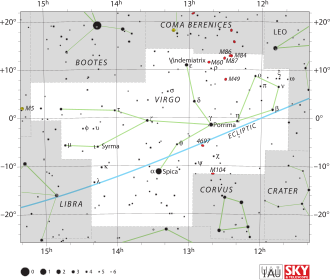 15ʰ 14ʰ 13ʰ 12ʰ
+20° +20°
COMA BERENICES
LEO
M86
M84
BOOTES
Vindemiatrix
M60
M87
+10° +10°
M49
VIRGO
M5
Porrima
0° 0°
ECLIPTIC
4697
Syrma
Spica
M104
-10° -10°
LIBRA
CORVUS
CRATER
-20° -20°
15ʰ 14ʰ 13ʰ 12ʰ
0 1 2 3 4 5 6
IAU
SKY
& TELESCOPE